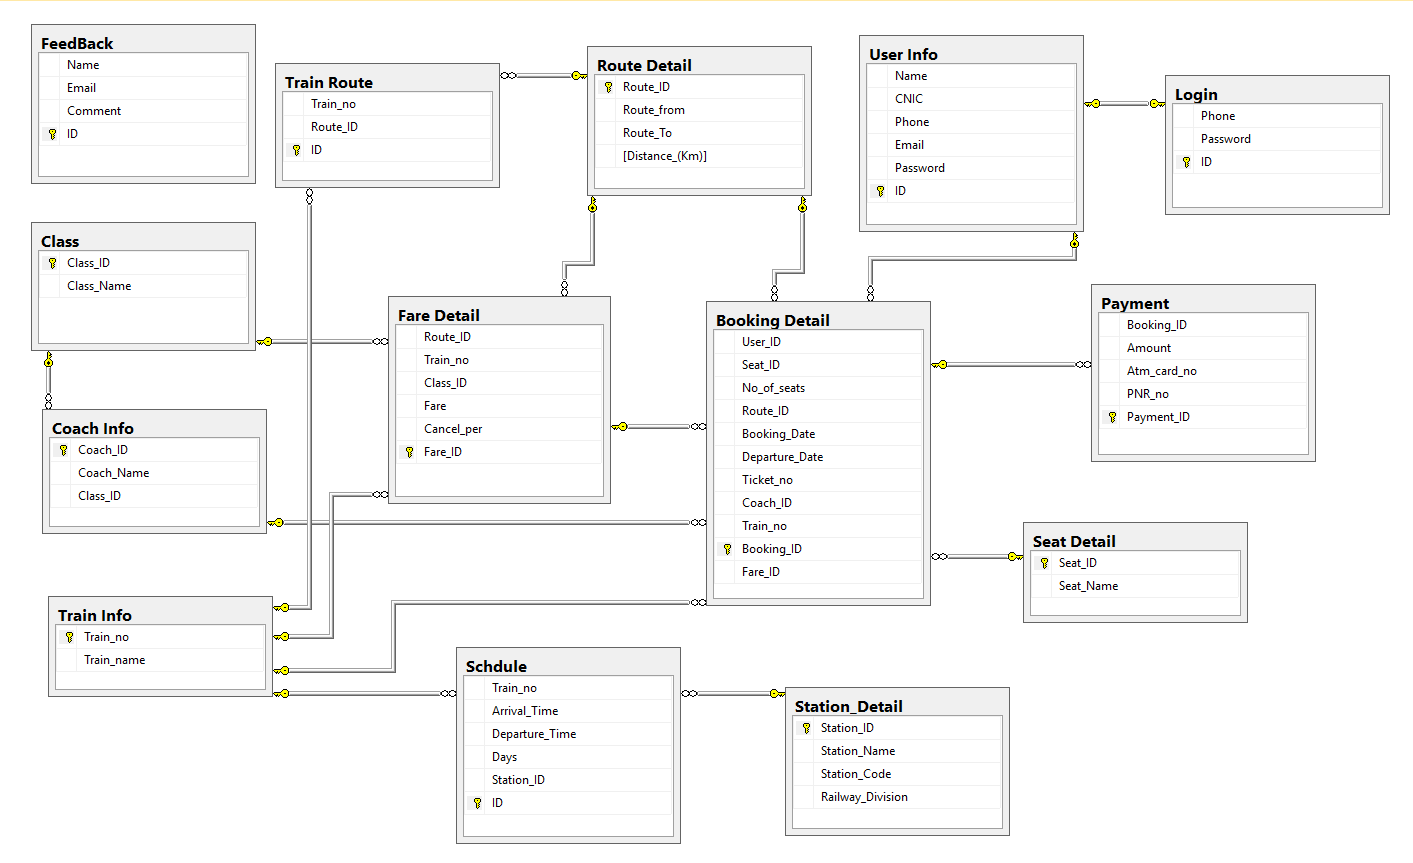 FeedBack
Name
Email
Comment
ID
Train Route
Train_no
Route_ID
ID
Route Detail
Route_ID
Route_from
Route_To
[Distance_(Km)]
User Info
Name
CNIC
Phone
Email
Password
ID
Login
Phone
Password
ID
Class
Class_ID
Class_Name
Fare Detail
Route_ID
Train_no
Class_ID
Fare
Cancel_per
Fare_ID
Booking Detail
User_ID
Seat_ID
No_of_seats
Route_ID
Booking_Date
Departure_Date
Ticket_no
Coach_ID
Train_no
Booking_ID
Fare_ID
Payment
Booking_ID
Amount
Atm_card_no
PNR_no
Payment_ID
Coach Info
Coach_ID
Coach_Name
Class_ID
Seat Detail
Seat_ID
Seat_Name
Train Info
Train_no
Train_name
Schdule
Train_no
Arrival_Time
Departure_Time
Days
Station_ID
ID
Station_Detail
Station_ID
Station_Name
Station_Code
Railway_Division